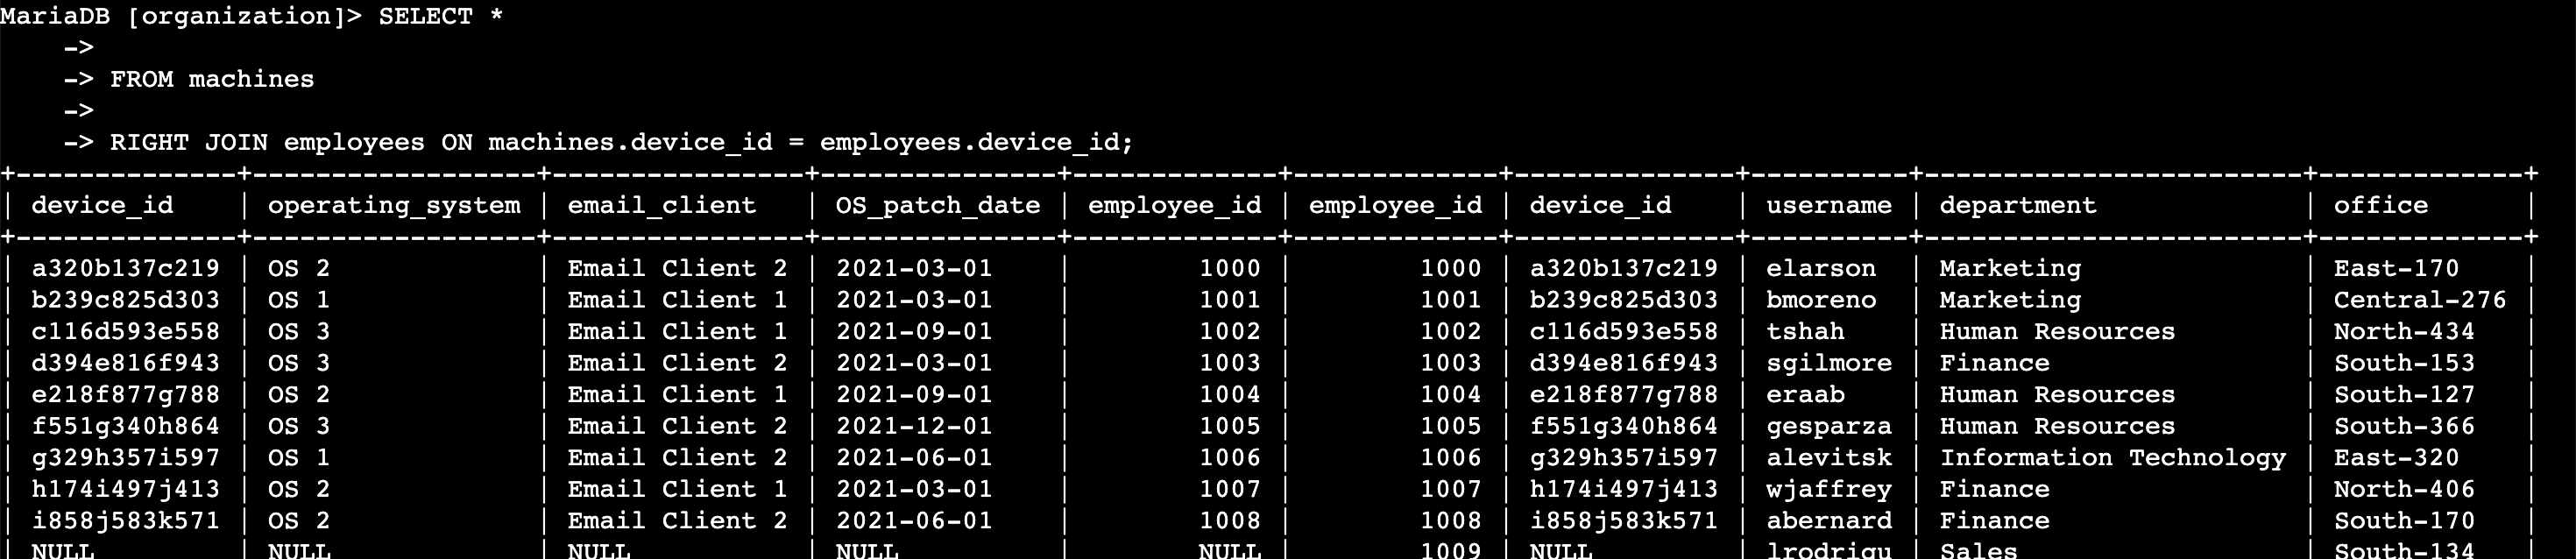 MariaDB [organization]> SELECT *
    ->
    -> FROM machines
    ->
    -> RIGHT JOIN employees ON machines.device_id = employees.device_id;
+--------------+------------------+----------------+---------------+-------------+-------------+--------------+----------+------------------------+-------------+
| device_id    | operating_system | email_client   | OS_patch_date | employee_id | employee_id | device_id    | username | department             | office      |
+--------------+------------------+----------------+---------------+-------------+-------------+--------------+----------+------------------------+-------------+
| a320b137c219 | OS 2             | Email Client 2 | 2021-03-01    |        1000 |        1000 | a320b137c219 | elarson  | Marketing              | East-170    |
| b239c825d303 | OS 1             | Email Client 1 | 2021-03-01    |        1001 |        1001 | b239c825d303 | bmoreno  | Marketing              | Central-276 |
| c116d593e558 | OS 3             | Email Client 1 | 2021-09-01    |        1002 |        1002 | c116d593e558 | tshah    | Human Resources        | North-434   |
| d394e816f943 | OS 3             | Email Client 2 | 2021-03-01    |        1003 |        1003 | d394e816f943 | sgilmore | Finance                | South-153   |
| e218f877g788 | OS 2             | Email Client 1 | 2021-09-01    |        1004 |        1004 | e218f877g788 | eraab    | Human Resources        | South-127   |
| f551g340h864 | OS 3             | Email Client 2 | 2021-12-01    |        1005 |        1005 | f551g340h864 | gesparza | Human Resources        | South-366   |
| g329h357i597 | OS 1             | Email Client 2 | 2021-06-01    |        1006 |        1006 | g329h357i597 | alevitsk | Information Technology | East-320    |
| h174i497j413 | OS 2             | Email Client 1 | 2021-03-01    |        1007 |        1007 | h174i497j413 | wjaffrey | Finance                | North-406   |
| i858j583k571 | OS 2             | Email Client 2 | 2021-06-01    |        1008 |        1008 | i858j583k571 | abernard | Finance                | South-170   |
| NULL         | NULL             | NULL           | NULL          |        NULL |        1009 | NULL         | lrodriqu | Sales                  | South-134   |